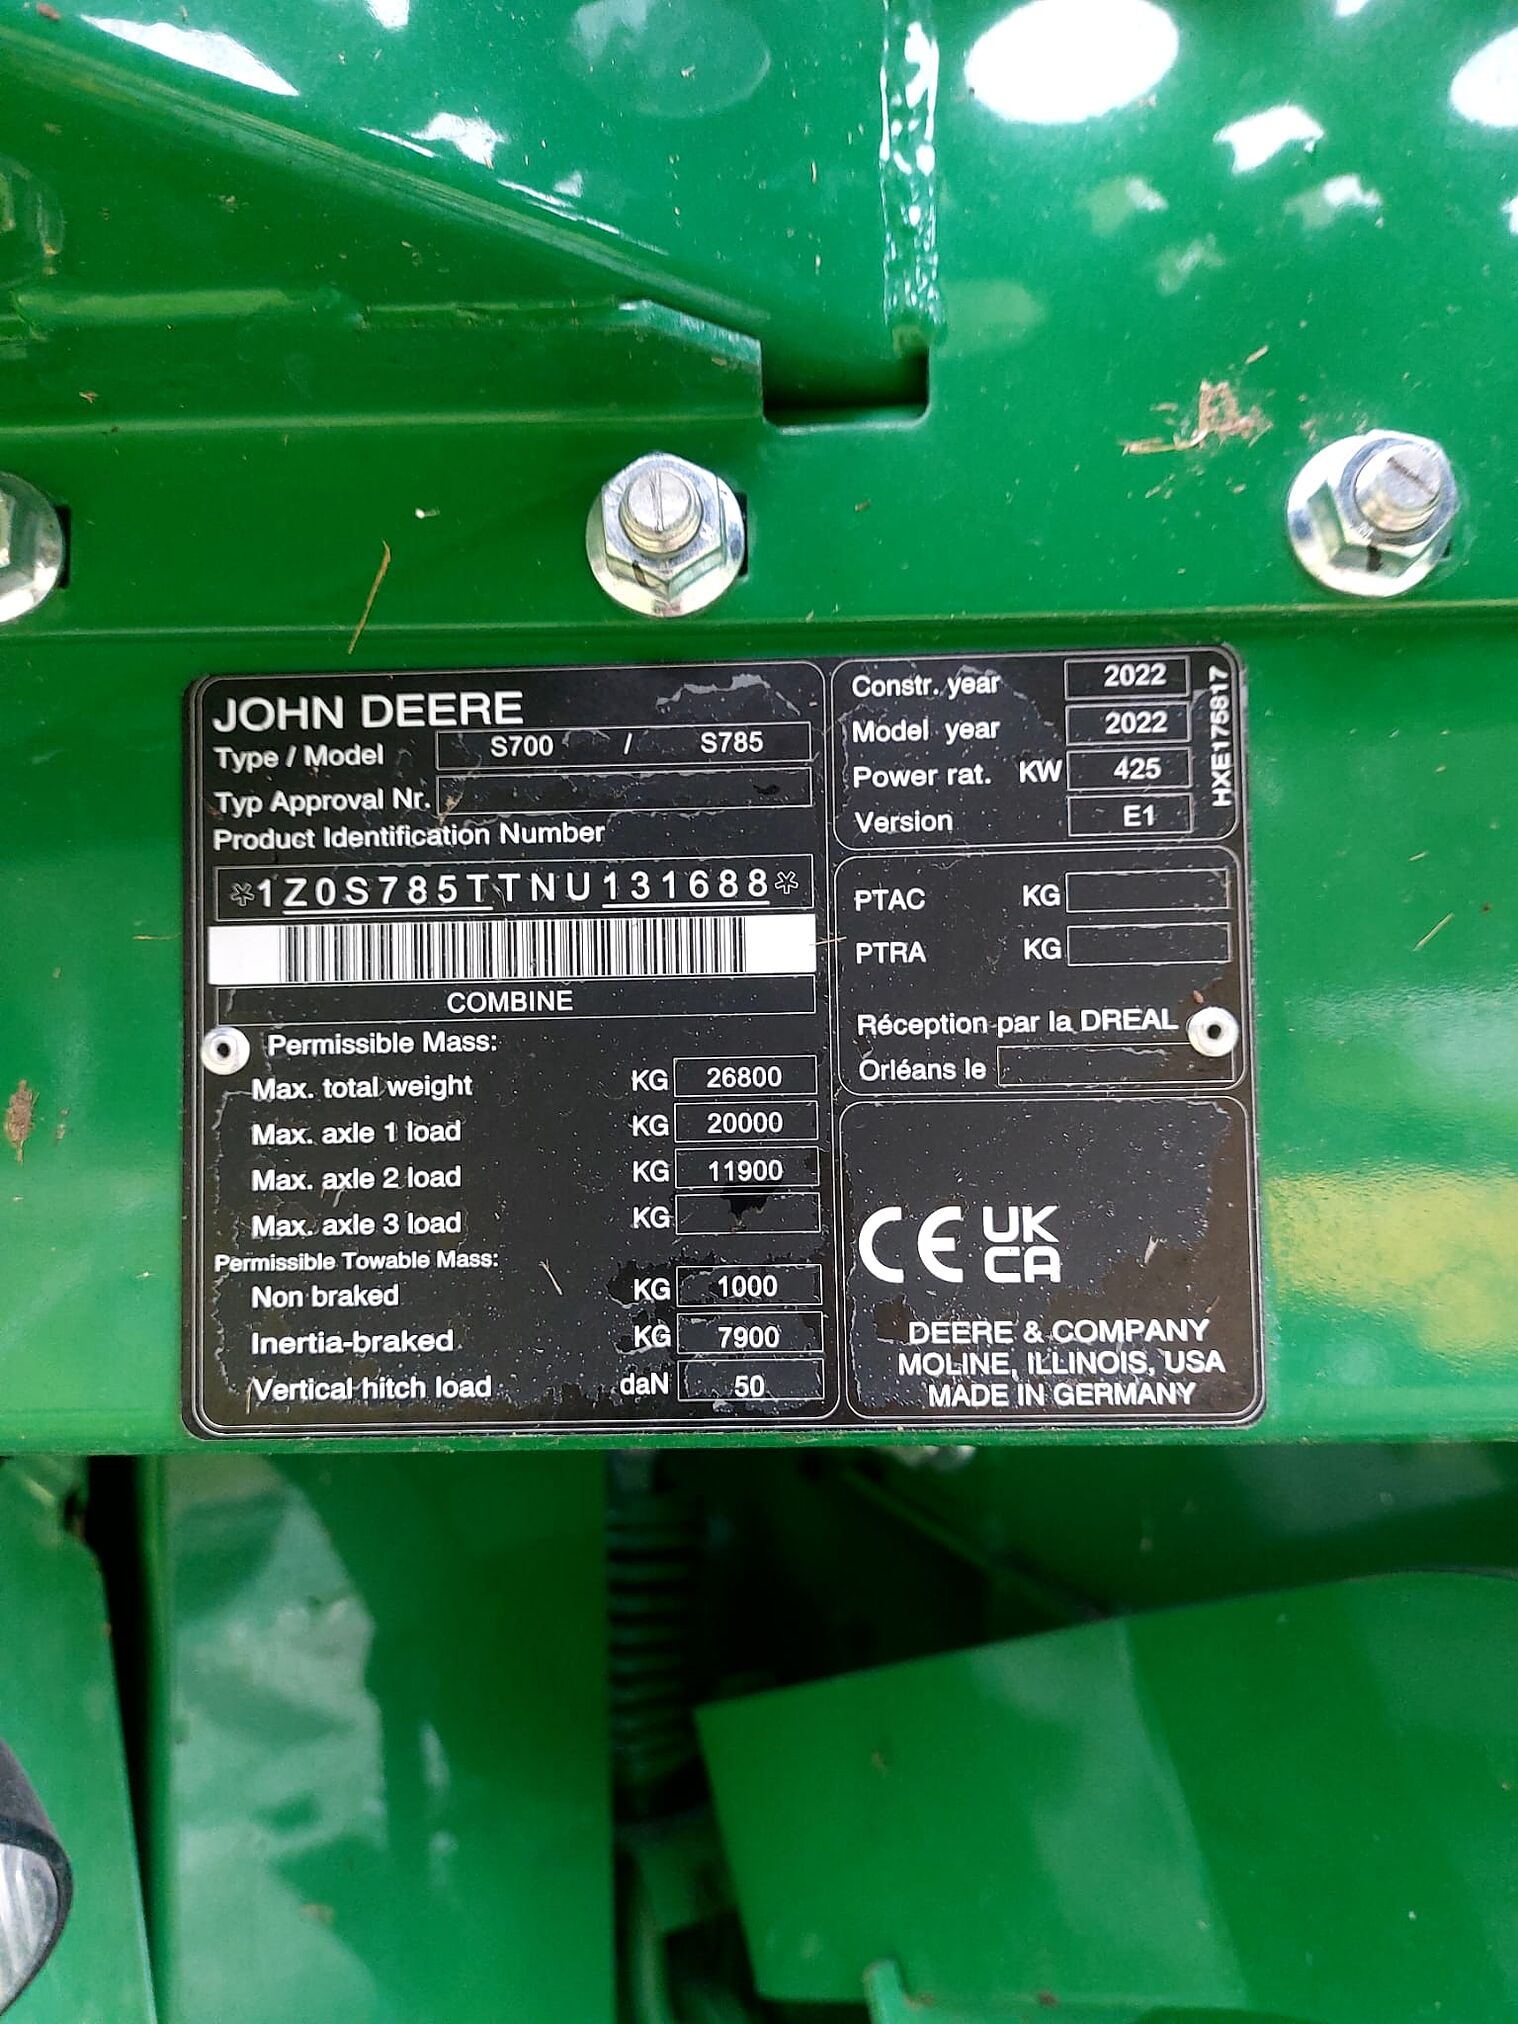 JOHN DEERE
Type / Model S700 / S785
Typ Approval Nr.
Product Identification Number
*1Z0S785TTNU131688*
COMBINE
Permissible Mass:
Max. total weight KG 26800
Max. axle 1 load KG 20000
Max. axle 2 load KG 11900
Max. axle 3 load KG
Permissible Towable Mass:
Non braked KG 1000
Inertia-braked KG 7900
Vertical hitch load daN 50
Constr. year 2022
Model year 2022
Power rat. KW 425
Version E1
HXE175817
PTAC KG
PTRA KG
Réception par la DREAL
Orléans le
CE UK
CA
DEERE & COMPANY
MOLINE, ILLINOIS, USA
MADE IN GERMANY